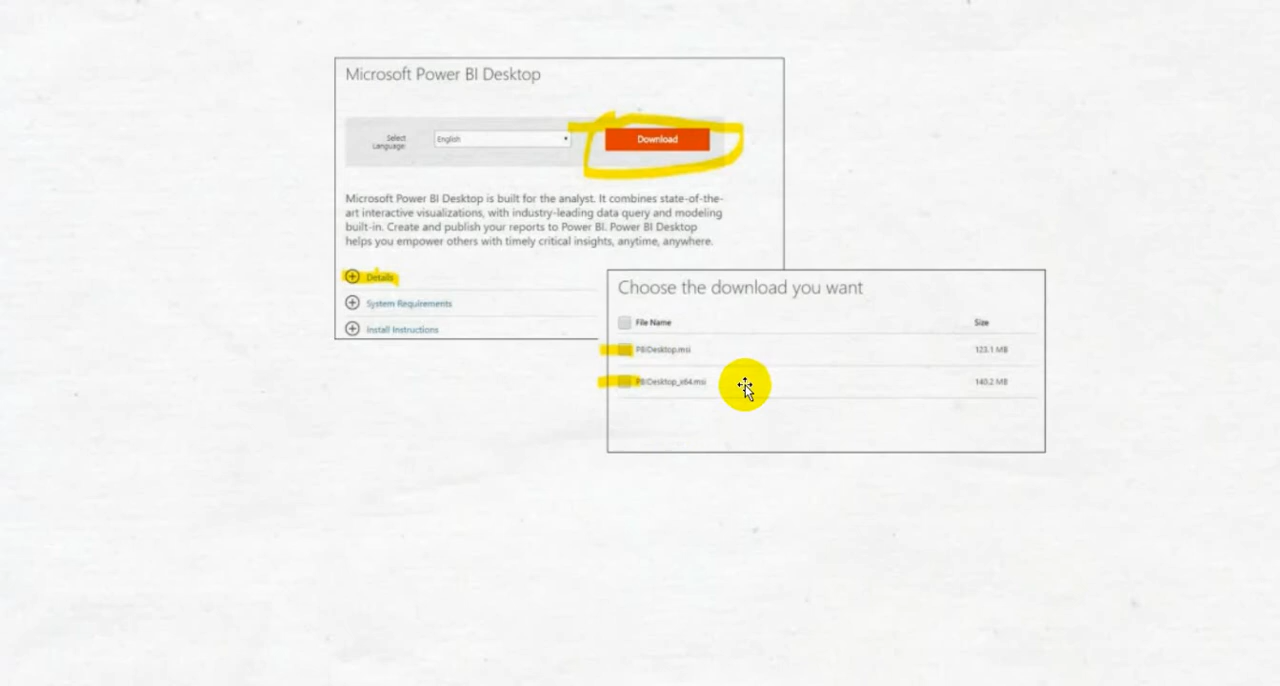 Microsoft Power BI Desktop
Select
Language:
English
Download
Microsoft Power BI Desktop is built for the analyst. It combines state-of-the-
art interactive visualizations, with industry-leading data query and modeling
built-in. Create and publish your reports to Power BI. Power BI Desktop
helps you empower others with timely critical insights, anytime, anywhere.
Details
System Requirements
Install Instructions
Choose the download you want
File Name Size
PBIDesktop.msi 123.1 MB
PBIDesktop_x64.msi 140.2 MB